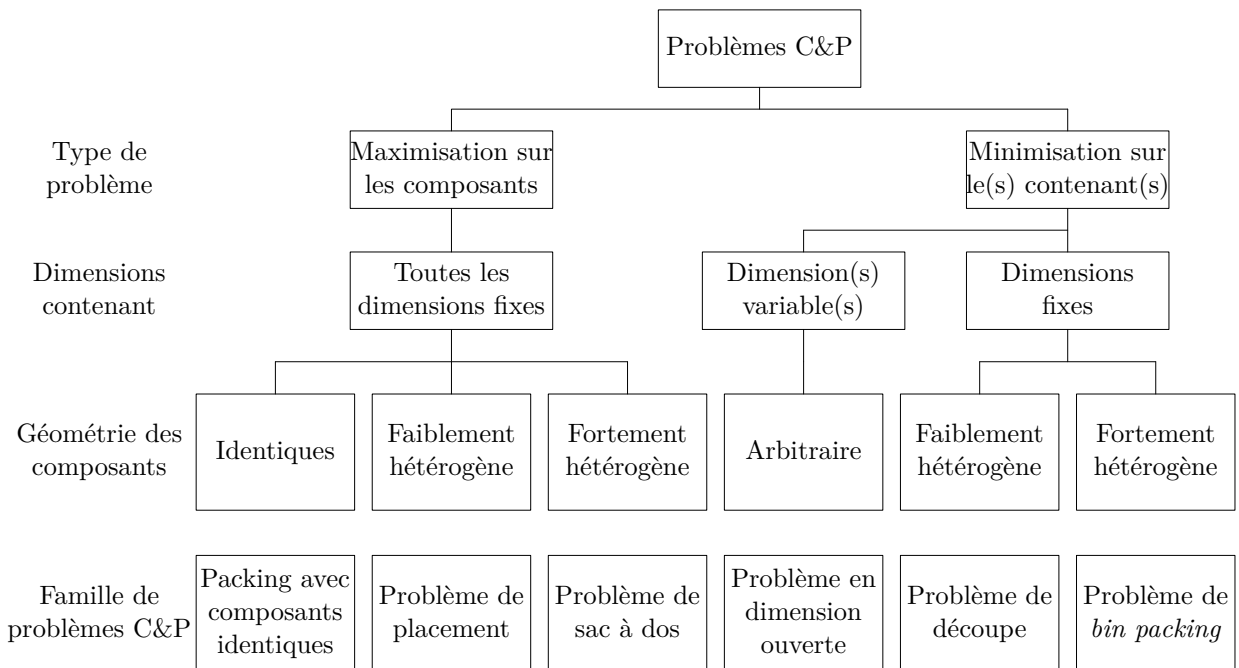 Problèmes C&P
Type de
problème
Maximisation sur
les composants
Minimisation sur
le(s) contenant(s)
Dimensions
contenant
Toutes les
dimensions fixes
Dimension(s)
variable(s)
Dimensions
fixes
Géométrie des
composants
Identiques
Faiblement
hétérogène
Fortement
hétérogène
Arbitraire
Faiblement
hétérogène
Fortement
hétérogène
Famille de
problèmes C&P
Packing avec
composants
identiques
Problème de
placement
Problème de
sac à dos
Problème en
dimension
ouverte
Problème de
découpe
Problème de
bin packing